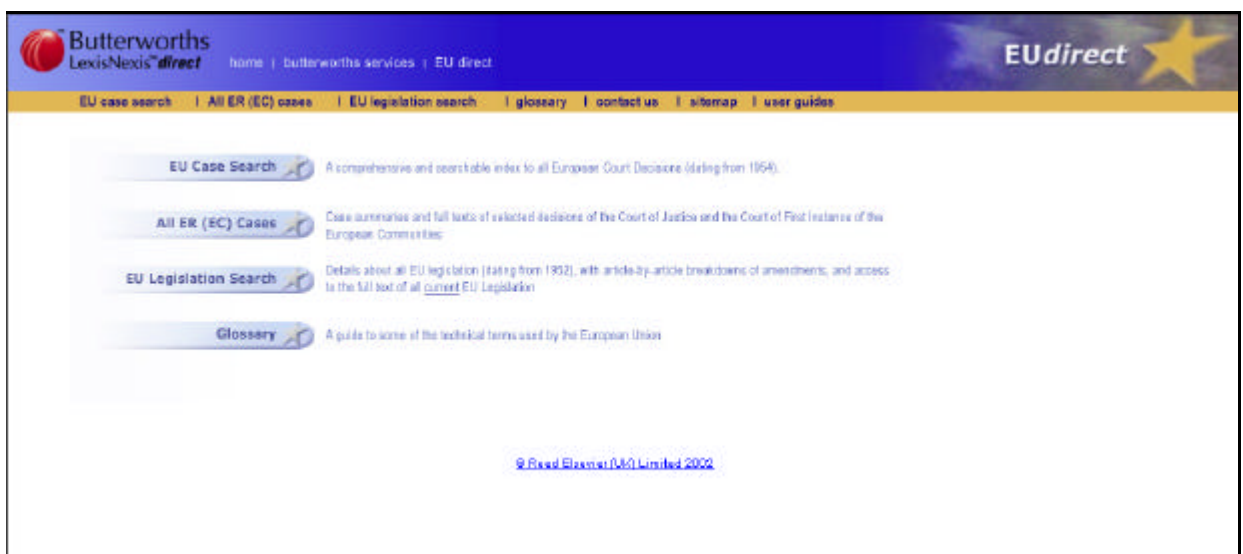 Butterworths
LexisNexis™direct
home | butterworths services | EU direct
EUdirect
EU case search | All ER (EC) cases | EU legislation search | glossary | contact us | sitemap | user guides
EU Case Search
A comprehensive and searchable index to all European Court Decisions (dating from 1954).
All ER (EC) Cases
Case summaries and full texts of selected decisions of the Court of Justice and the Court of First Instance of the
European Communities
EU Legislation Search
Details about all EU legislation (dating from 1952), with article-by-article breakdowns of amendments, and access
to the full text of all current EU Legislation
Glossary
A guide to some of the technical terms used by the European Union
© Reed Elsevier (UK) Limited 2002